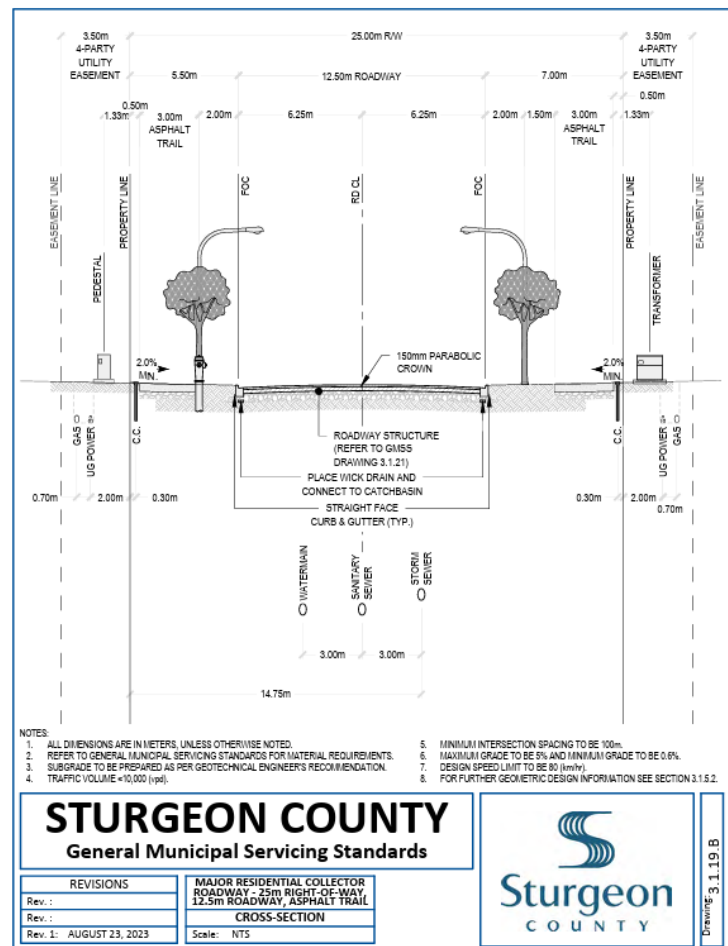 3.50m
4-PARTY
UTILITY
EASEMENT
25.00m R/W
3.50m
4-PARTY
UTILITY
EASEMENT
5.50m
12.50m ROADWAY
7.00m
0.50m
0.50m
1.33m
3.00m
ASPHALT
TRAIL
2.00m
6.25m
6.25m
2.00m
1.50m
3.00m
ASPHALT
TRAIL
1.33m
EASEMENT LINE
PROPERTY LINE
FOC
RD CL
FOC
PROPERTY LINE
EASEMENT LINE
PEDESTAL
TRANSFORMER
2.0%
MIN.
2.0%
MIN.
150mm PARABOLIC
CROWN
GAS
UG POWER
C.C.
C.C.
UG POWER
GAS
ROADWAY STRUCTURE
(REFER TO GMSS
DRAWING 3.1.21)
PLACE WICK DRAIN AND
CONNECT TO CATCHBASIN
0.70m
2.00m
0.30m
0.30m
2.00m
0.70m
STRAIGHT FACE
CURB & GUTTER (TYP.)
WATERMAIN
SANITARY
SEWER
STORM
SEWER
3.00m
3.00m
14.75m
NOTES:
1. ALL DIMENSIONS ARE IN METERS, UNLESS OTHERWISE NOTED.
2. REFER TO GENERAL MUNICIPAL SERVICING STANDARDS FOR MATERIAL REQUIREMENTS.
3. SUBGRADE TO BE PREPARED AS PER GEOTECHNICAL ENGINEER'S RECOMMENDATION.
4. TRAFFIC VOLUME <10,000 (vpd).
5. MINIMUM INTERSECTION SPACING TO BE 100m.
6. MAXIMUM GRADE TO BE 5% AND MINIMUM GRADE TO BE 0.6%.
7. DESIGN SPEED LIMIT TO BE 80 (km/hr).
8. FOR FURTHER GEOMETRIC DESIGN INFORMATION SEE SECTION 3.1.5.2.
STURGEON COUNTY
General Municipal Servicing Standards
REVISIONS
Rev. :
Rev. :
Rev. 1: AUGUST 23, 2023
MAJOR RESIDENTIAL COLLECTOR
ROADWAY - 25m RIGHT-OF-WAY,
12.5m ROADWAY, ASPHALT TRAIL
CROSS-SECTION
Scale: NTS
Sturgeon
COUNTY
Drawing: 3.1.19.B